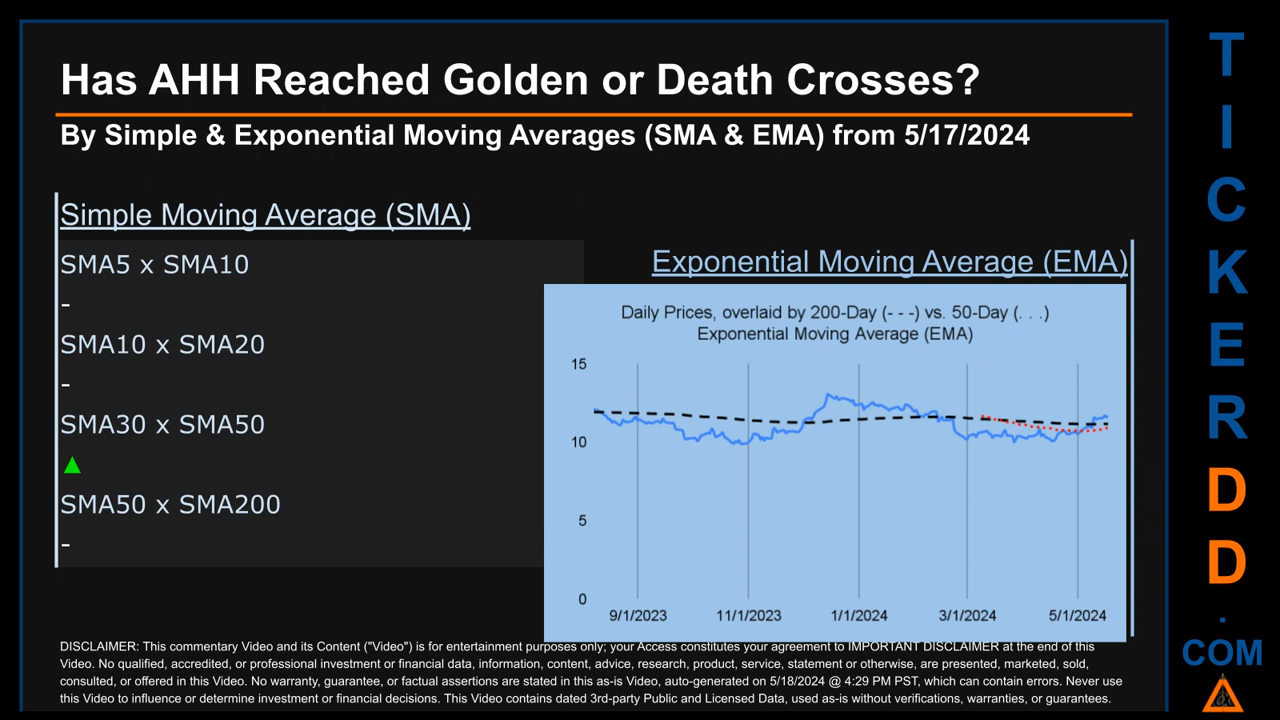 Has AHH Reached Golden or Death Crosses?
By Simple & Exponential Moving Averages (SMA & EMA) from 5/17/2024
Simple Moving Average (SMA)
SMA5 x SMA10
-
SMA10 x SMA20
-
SMA30 x SMA50
▲
SMA50 x SMA200
-
Exponential Moving Average (EMA)
Daily Prices, overlaid by 200-Day (- - -) vs. 50-Day (. . .)
Exponential Moving Average (EMA)
15
10
5
0
9/1/2023
11/1/2023
1/1/2024
3/1/2024
5/1/2024
DISCLAIMER: This commentary Video and its Content ("Video") is for entertainment purposes only; your Access constitutes your agreement to IMPORTANT DISCLAIMER at the end of this
Video. No qualified, accredited, or professional investment or financial data, information, content, advice, research, product, service, statement or otherwise, are presented, marketed, sold,
consulted, or offered in this Video. No warranty, guarantee, or factual assertions are stated in this as-is Video, auto-generated on 5/18/2024 @ 4:29 PM PST, which can contain errors. Never use
this Video to influence or determine investment or financial decisions. This Video contains dated 3rd-party Public and Licensed Data, used as-is without verifications, warranties, or guarantees.
T
I
C
K
E
R
D
D
.
COM